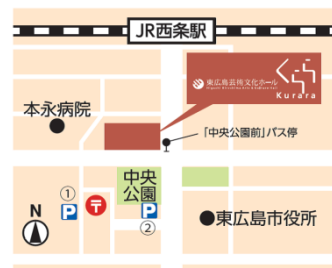 JR西条駅
東広島芸術文化ホール
くらら
Kurara
本永病院
「中央公園前」バス停
中央
公園
①
P
〒
P
②
N
●東広島市役所